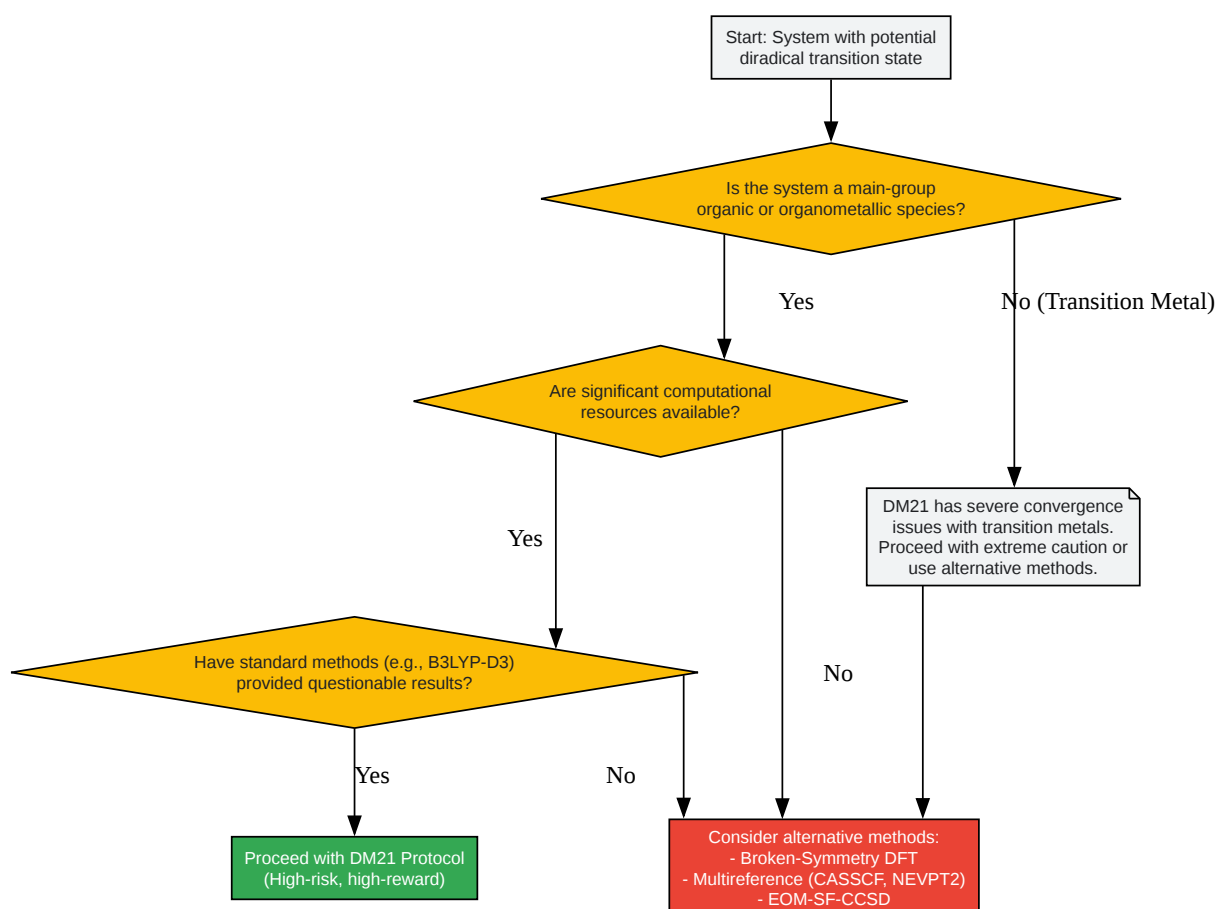 Start: System with potential
diradical transition state
Is the system a main-group
organic or organometallic species?
Yes
No (Transition Metal)
Are significant computational
resources available?
DM21 has severe convergence
issues with transition metals.
Proceed with extreme caution or
use alternative methods.
Yes
Have standard methods (e.g., B3LYP-D3)
provided questionable results?
No
Yes
No
Proceed with DM21 Protocol
(High-risk, high-reward)
Consider alternative methods:
- Broken-Symmetry DFT
- Multireference (CASSCF, NEVPT2)
- EOM-SF-CCSD